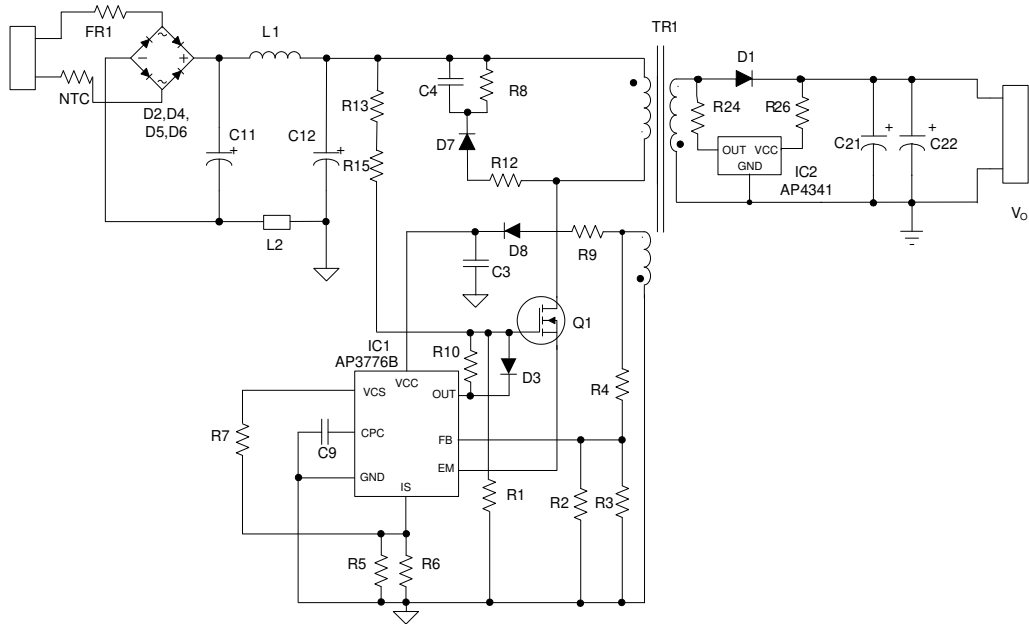 TR1
FR1
L1
D1
NTC
D2,D4,
D5,D6
C11
C12
R13
R15
C4
R8
D7
R12
R24
R26
OUT VCC
GND
IC2
AP4341
C21
C22
VO
L2
D8
R9
C3
Q1
IC1
AP3776B
R10
D3
R4
VCC
VCS
OUT
CPC
FB
GND
EM
IS
R7
C9
R1
R2
R3
R5
R6
+
+
+
+
+
-
~
~